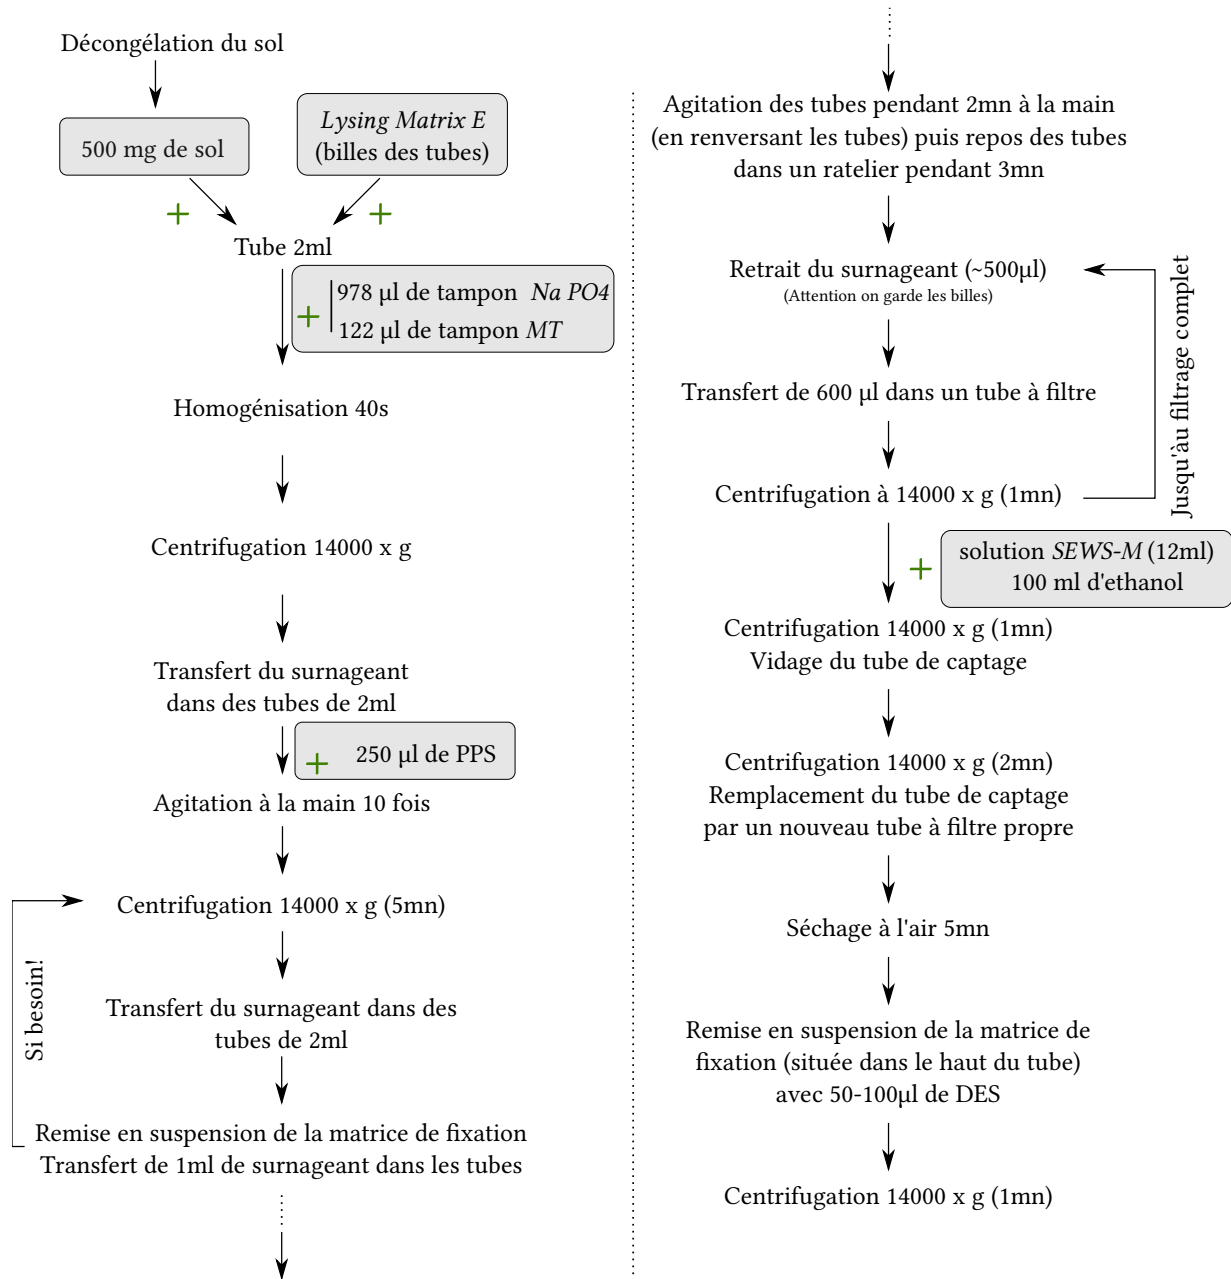 Décongélation du sol
500 mg de sol
Lysing Matrix E
(billes des tubes)
+
+
Tube 2ml
+
978 µl de tampon Na PO4
122 µl de tampon MT
Homogénisation 40s
Centrifugation 14000 x g
Transfert du surnageant
dans des tubes de 2ml
+ 250 µl de PPS
Agitation à la main 10 fois
Centrifugation 14000 x g (5mn)
Si besoin!
Transfert du surnageant dans des
tubes de 2ml
Remise en suspension de la matrice de fixation
Transfert de 1ml de surnageant dans les tubes
Agitation des tubes pendant 2mn à la main
(en renversant les tubes) puis repos des tubes
dans un ratelier pendant 3mn
Retrait du surnageant (~500µl)
(Attention on garde les billes)
Jusqu'àu filtrage complet
Transfert de 600 µl dans un tube à filtre
Centrifugation à 14000 x g (1mn)
+
solution SEWS-M (12ml)
100 ml d'ethanol
Centrifugation 14000 x g (1mn)
Vidage du tube de captage
Centrifugation 14000 x g (2mn)
Remplacement du tube de captage
par un nouveau tube à filtre propre
Séchage à l'air 5mn
Remise en suspension de la matrice de
fixation (située dans le haut du tube)
avec 50-100µl de DES
Centrifugation 14000 x g (1mn)